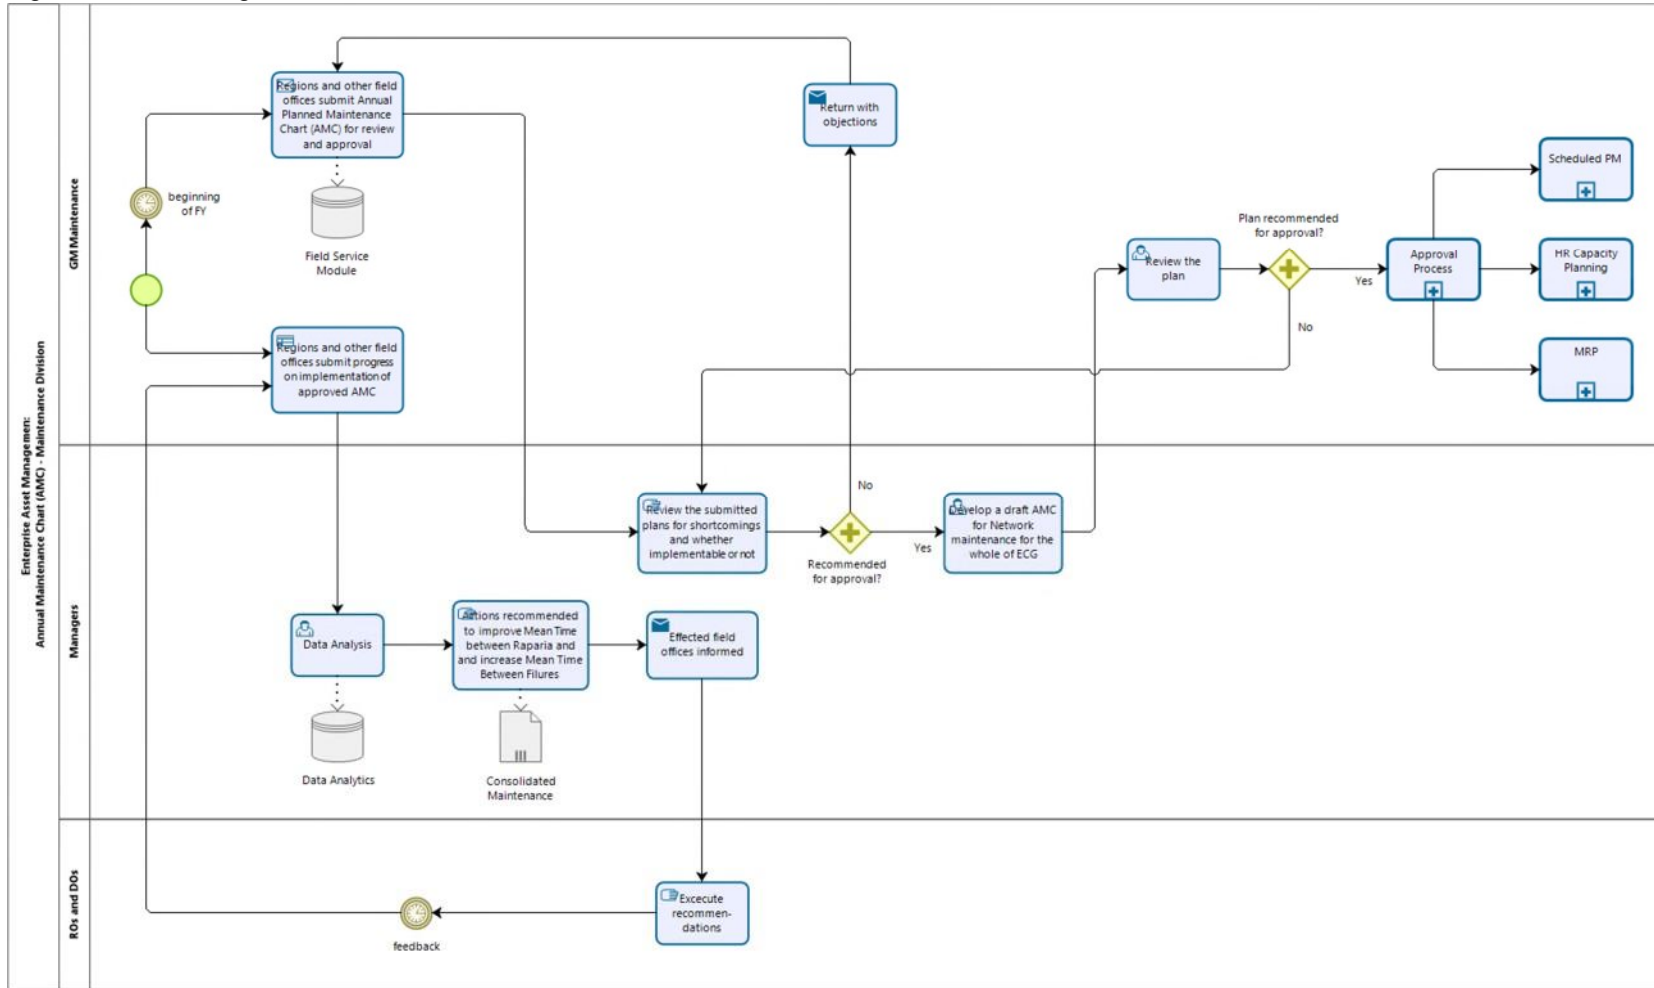 Enterprise Asset Management:
Annual Maintenance Chart (AMC) - Maintenance Division
GM Maintenance
Regions and other field
offices submit Annual
Planned Maintenance
Chart (AMC) for review
and approval
Return with
objections
beginning
of FY
Field Service
Module
Regions and other field
offices submit progress
on implementation of
approved AMC
Review the
plan
Plan recommended
for approval?
Yes
No
Approval
Process
Scheduled PM
HR Capacity
Planning
MRP
Managers
Review the submitted
plans for shortcomings
and whether
implementable or not
No
Yes
Recommended
for approval?
Develop a draft AMC
for Network
maintenance for the
whole of ECG
Data Analysis
Data Analytics
Actions recommended
to improve Mean Time
between Raparia and
and increase Mean Time
Between Filures
Consolidated
Maintenance
Effected field
offices informed
ROs and DOs
Excecute
recommen-
dations
feedback